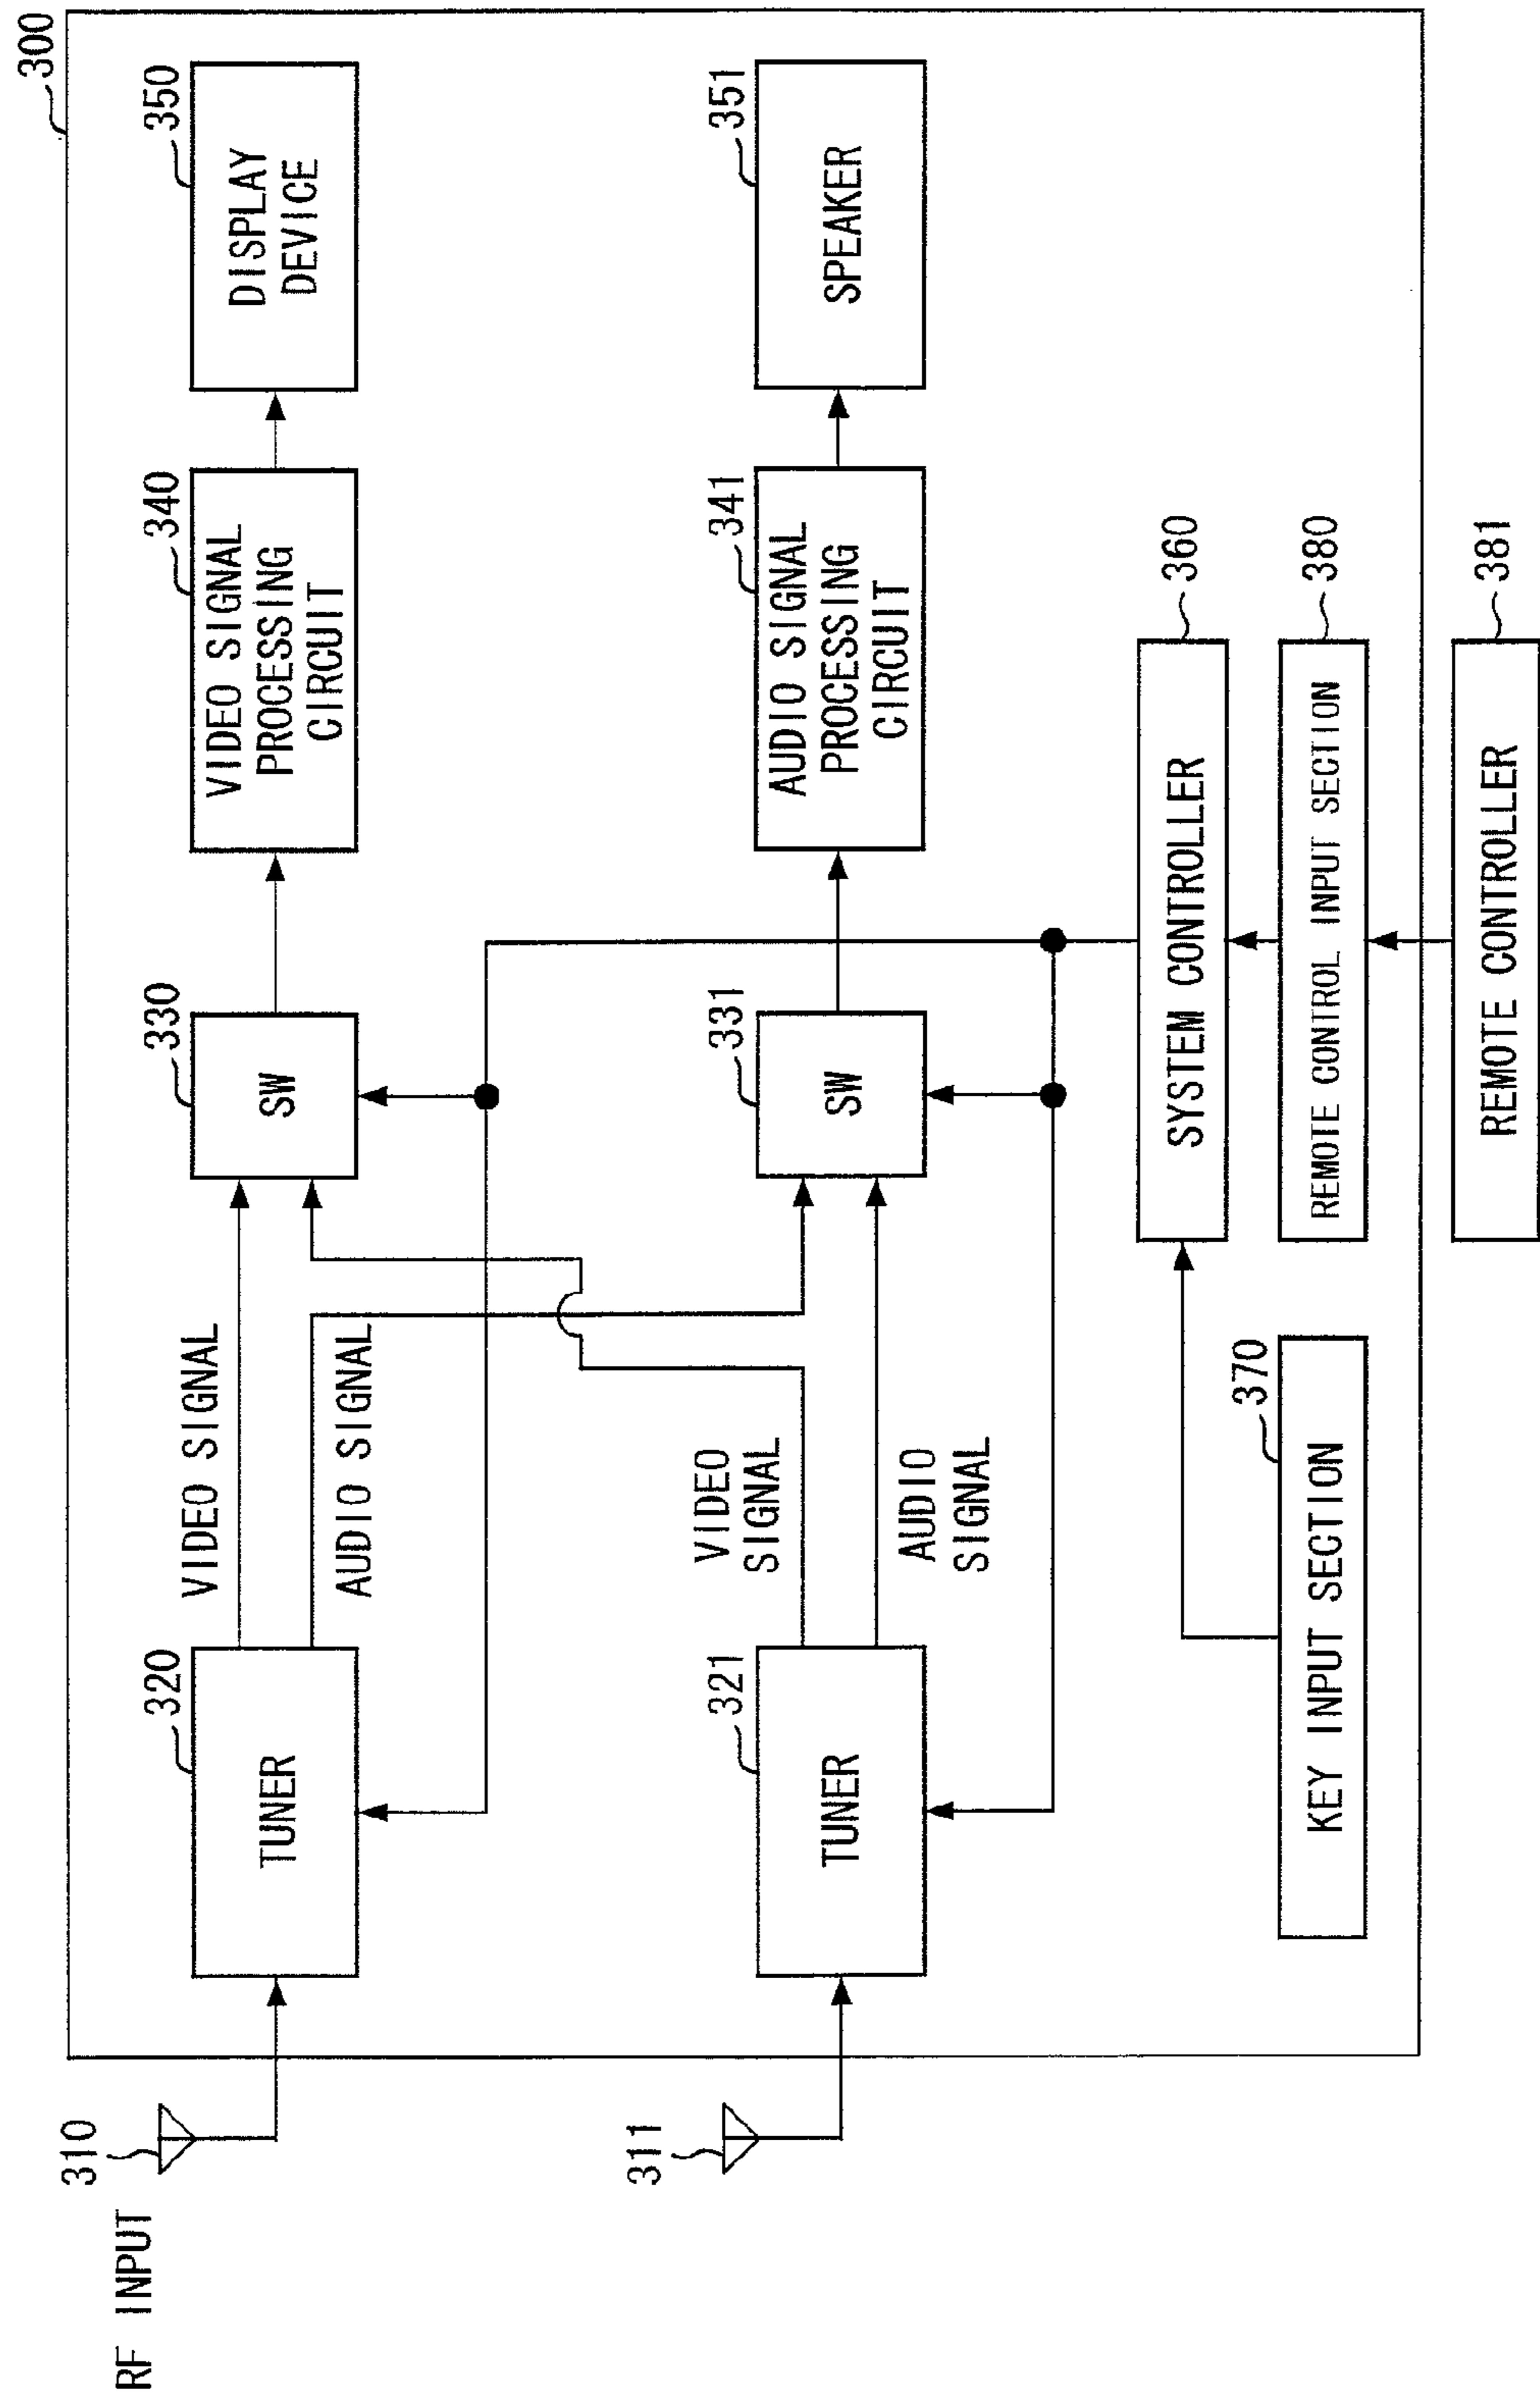 300
RF INPUT
310
320
TUNER
VIDEO SIGNAL
AUDIO SIGNAL
330
SW
340
VIDEO SIGNAL
PROCESSING
CIRCUIT
350
DISPLAY
DEVICE
311
321
TUNER
VIDEO
SIGNAL
AUDIO
SIGNAL
331
SW
341
AUDIO SIGNAL
PROCESSING
CIRCUIT
351
SPEAKER
SYSTEM CONTROLLER
360
370
KEY INPUT SECTION
REMOTE CONTROL INPUT SECTION
380
REMOTE CONTROLLER
381